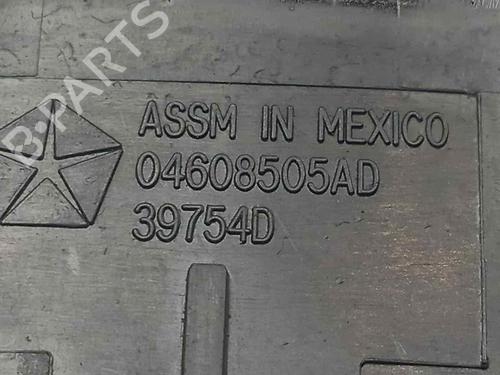 B-PARTS
ASSM IN MEXICO
04608505AD
39754D